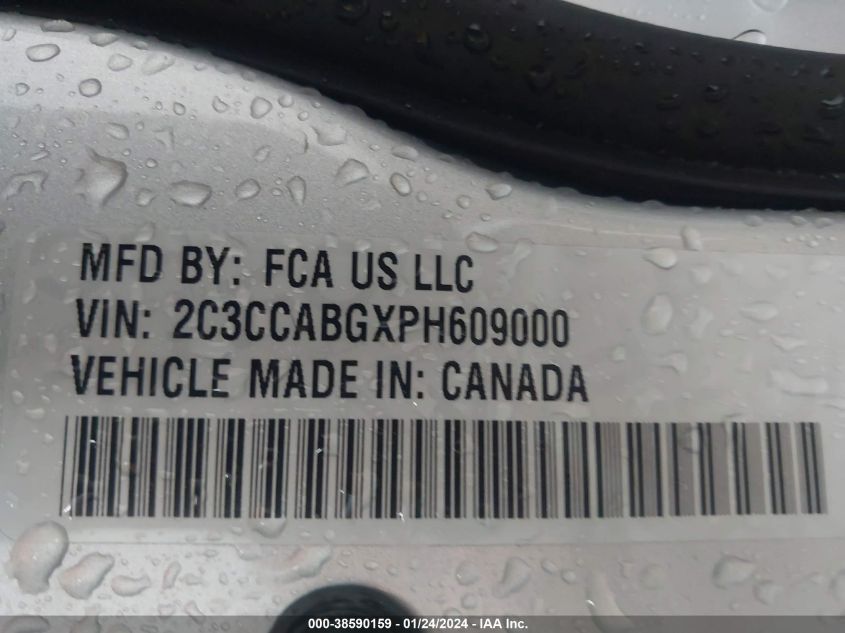 MFD BY: FCA US LLC
VIN: 2C3CCABGXPH609000
VEHICLE MADE IN: CANADA
000-38590159 - 01/24/2024 - IAA Inc.